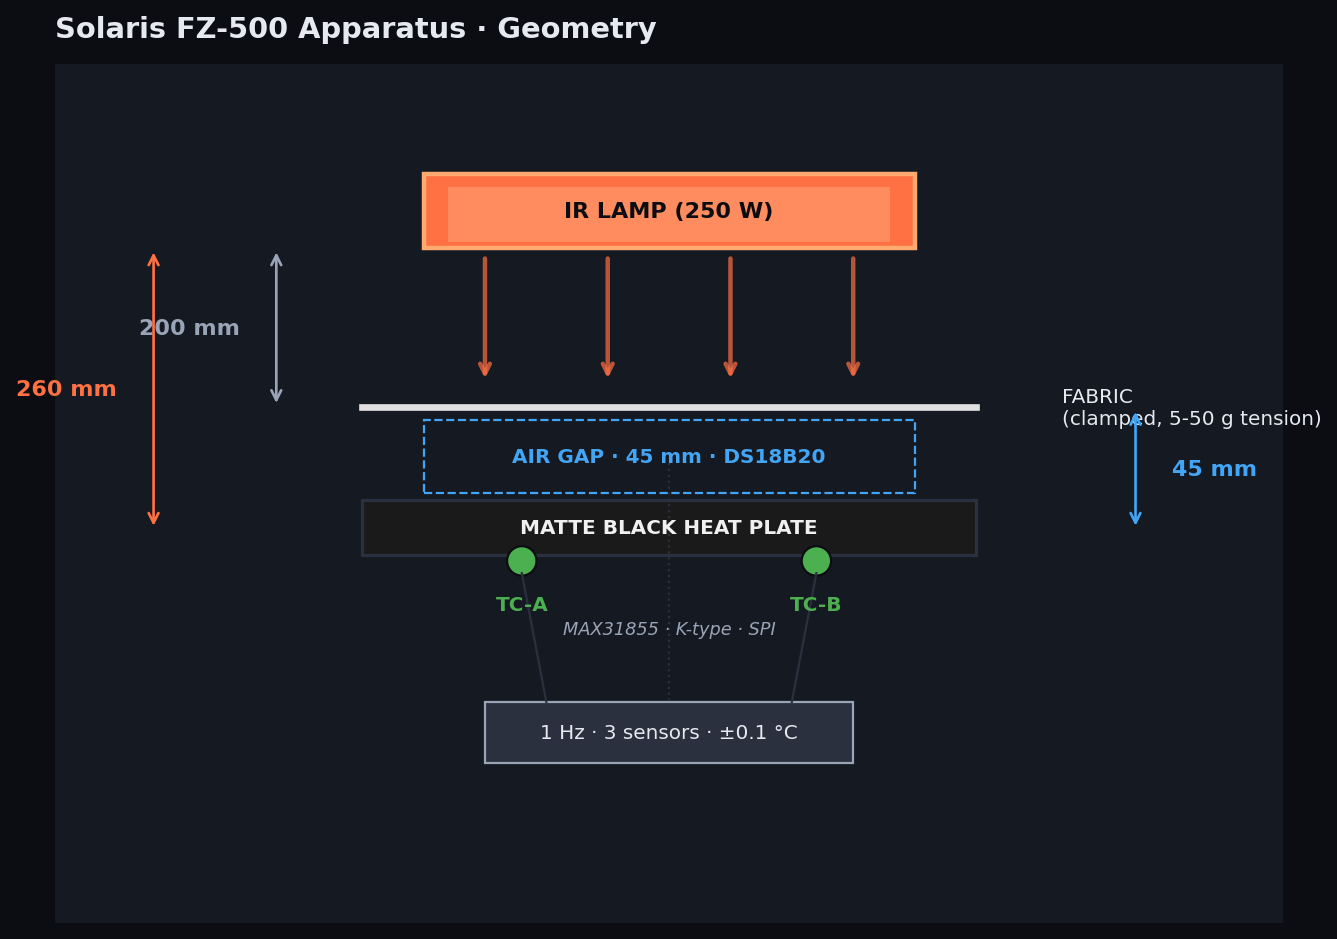 Solaris FZ-500 Apparatus · Geometry
IR LAMP (250 W)
200 mm
260 mm
FABRIC
(clamped, 5-50 g tension)
AIR GAP · 45 mm · DS18B20
45 mm
MATTE BLACK HEAT PLATE
TC-A
TC-B
MAX31855 · K-type · SPI
1 Hz · 3 sensors · ±0.1 °C